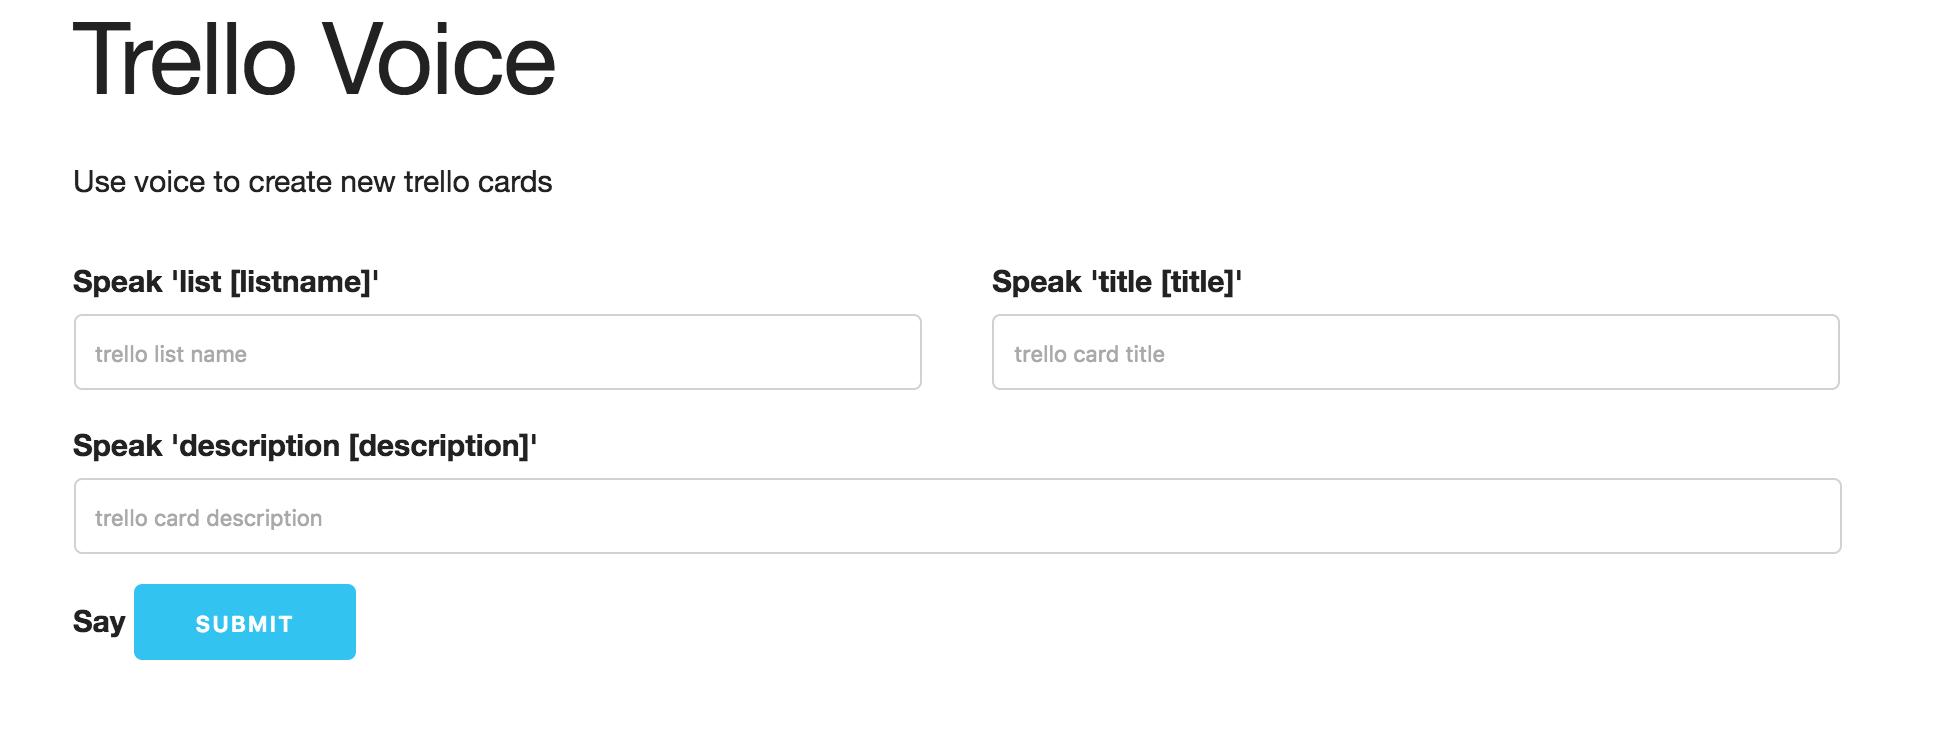 Trello Voice
Use voice to create new trello cards
Speak 'list [listname]'
Speak 'title [title]'
trello list name
trello card title
Speak 'description [description]'
trello card description
Say SUBMIT